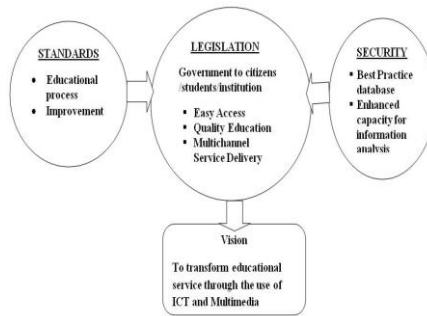 STANDARDS
• Educational
process
• Improvement
LEGISLATION
Government to citizens
/students/institution
• Easy Access
• Quality Education
• Multichannel
Service Delivery
SECURITY
• Best Practice
database
• Enhanced
capacity for
information
analysis
Vision
To transform educational
service through the use of
ICT and Multimedia